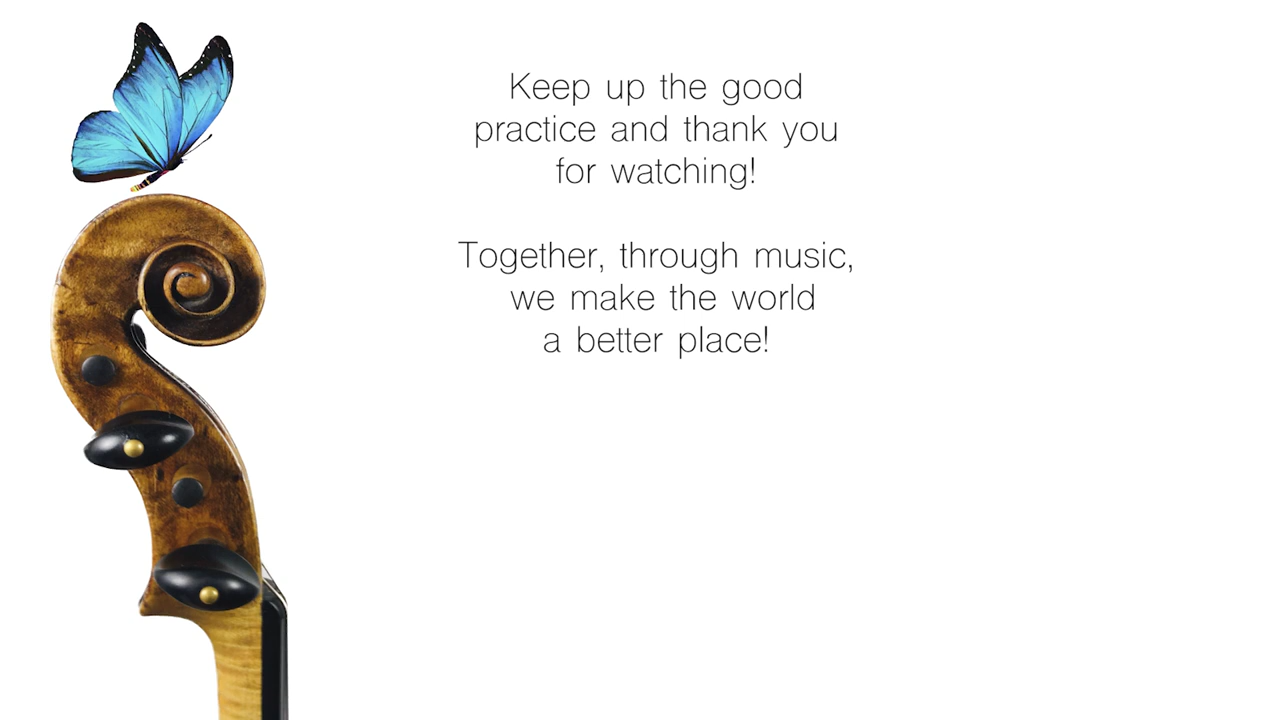 Keep up the good
practice and thank you
for watching!
Together, through music,
we make the world
a better place!